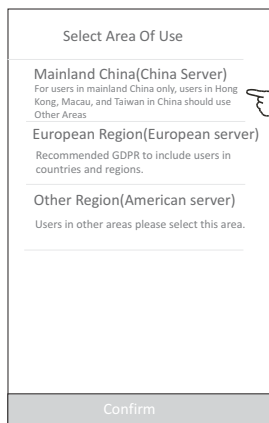 Select Area Of Use
Mainland China(China Server)
For users in mainland China only, users in Hong
Kong, Macau, and Taiwan in China should use
Other Areas
European Region(European server)
Recommended GDPR to include users in
countries and regions.
Other Region(American server)
Users in other areas please select this area.
Confirm